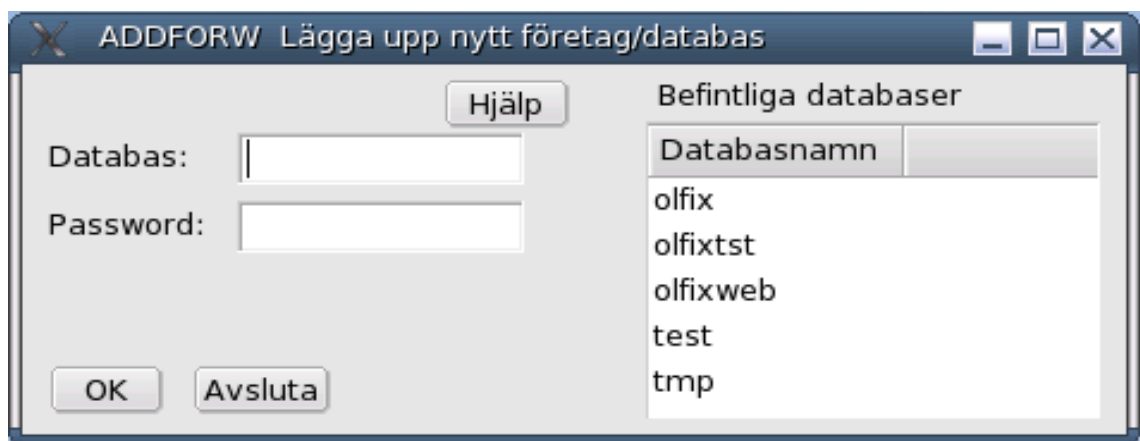 ADDFORW Lägga upp nytt företag/databas
Hjälp
Databas:
Password:
OK
Avsluta
Befintliga databaser
Databasnamn
olfix
olfixtst
olfixweb
test
tmp